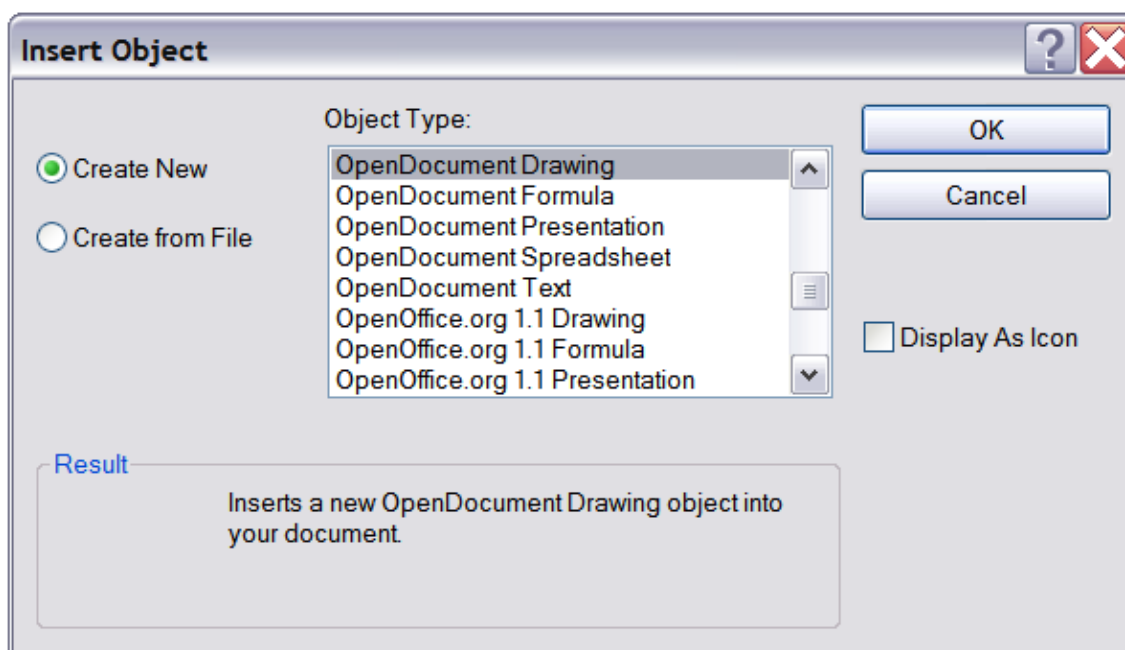 Insert Object
Object Type:
Create New
Create from File
OpenDocument Drawing
OpenDocument Formula
OpenDocument Presentation
OpenDocument Spreadsheet
OpenDocument Text
OpenOffice.org 1.1 Drawing
OpenOffice.org 1.1 Formula
OpenOffice.org 1.1 Presentation
OK
Cancel
Display As Icon
Result
Inserts a new OpenDocument Drawing object into
your document.